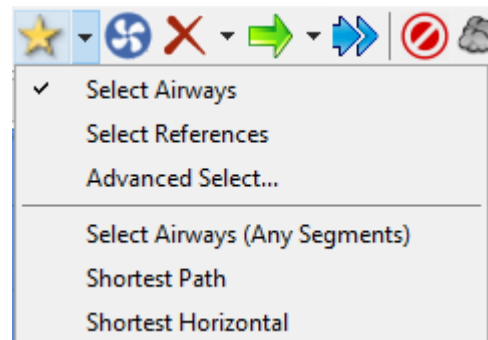 Select Airways
Select References
Advanced Select...
Select Airways (Any Segments)
Shortest Path
Shortest Horizontal